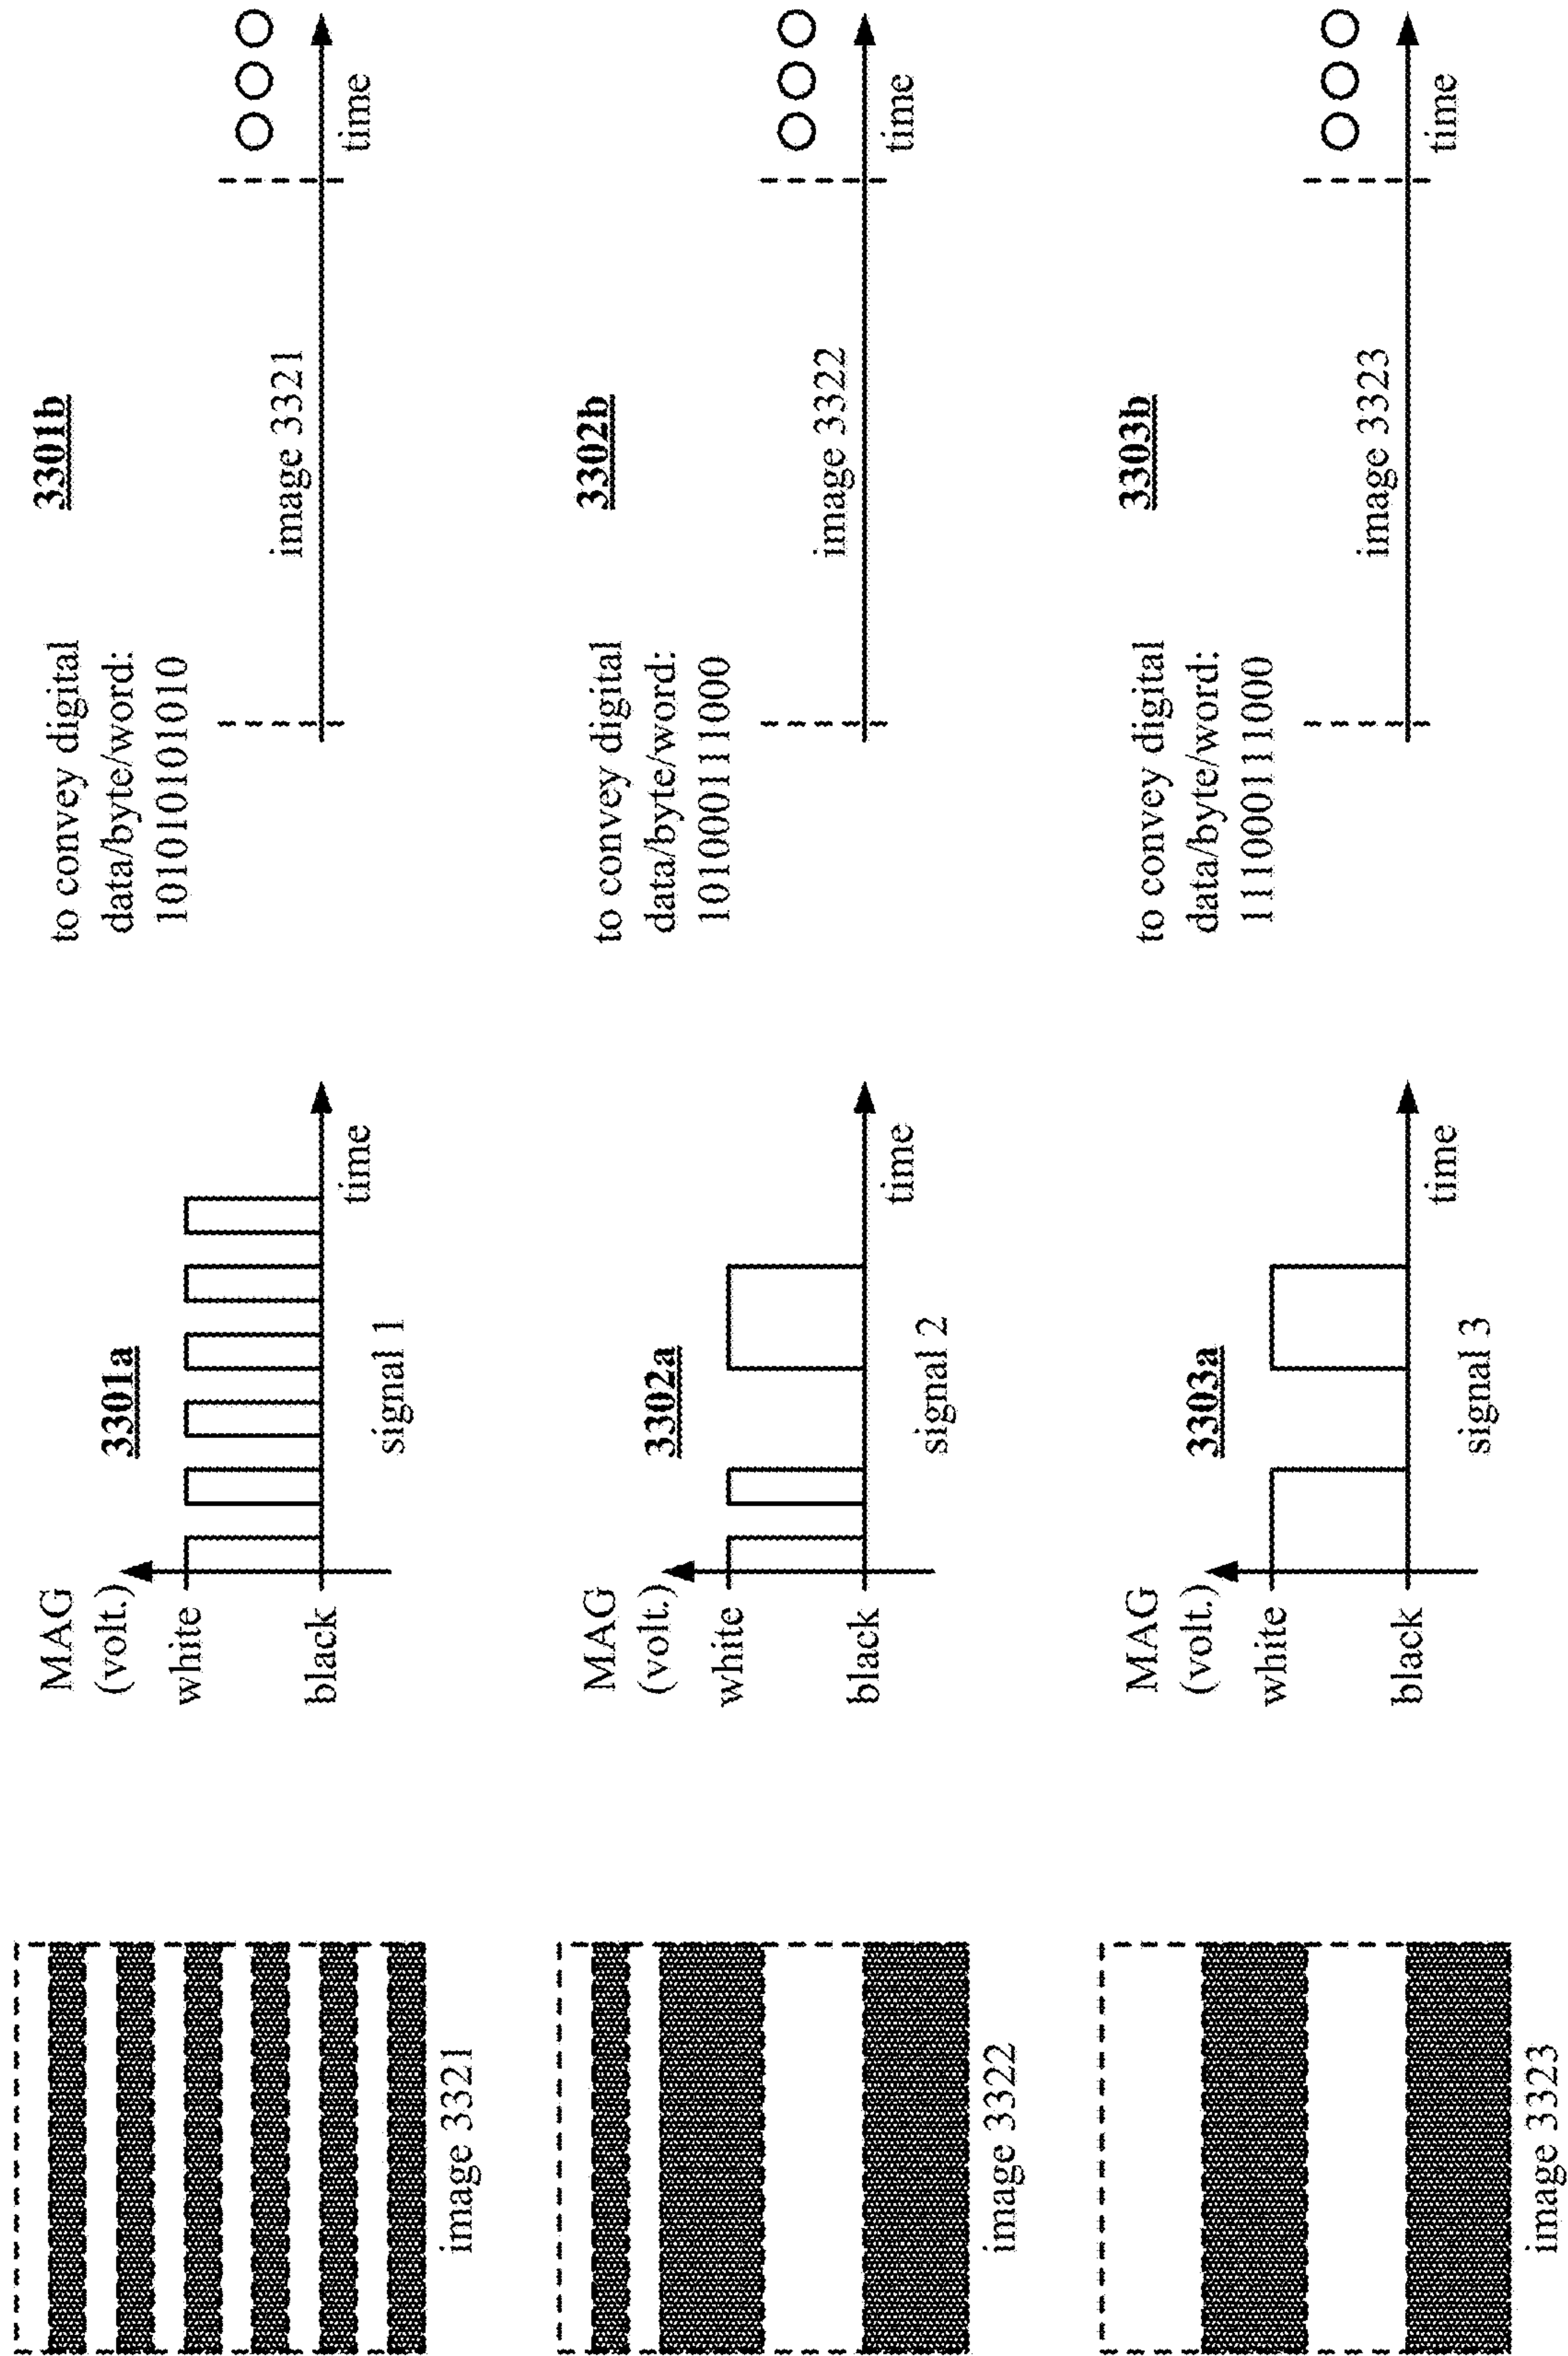 image 3321
MAG
(volt.)
white
black
3301a
time
signal 1
to convey digital
data/byte/word:
101010101010
3301b
image 3321
time
image 3322
MAG
(volt.)
white
black
3302a
time
signal 2
to convey digital
data/byte/word:
101000111000
3302b
image 3322
time
image 3323
MAG
(volt.)
white
black
3303a
time
signal 3
to convey digital
data/byte/word:
111000111000
3303b
image 3323
time